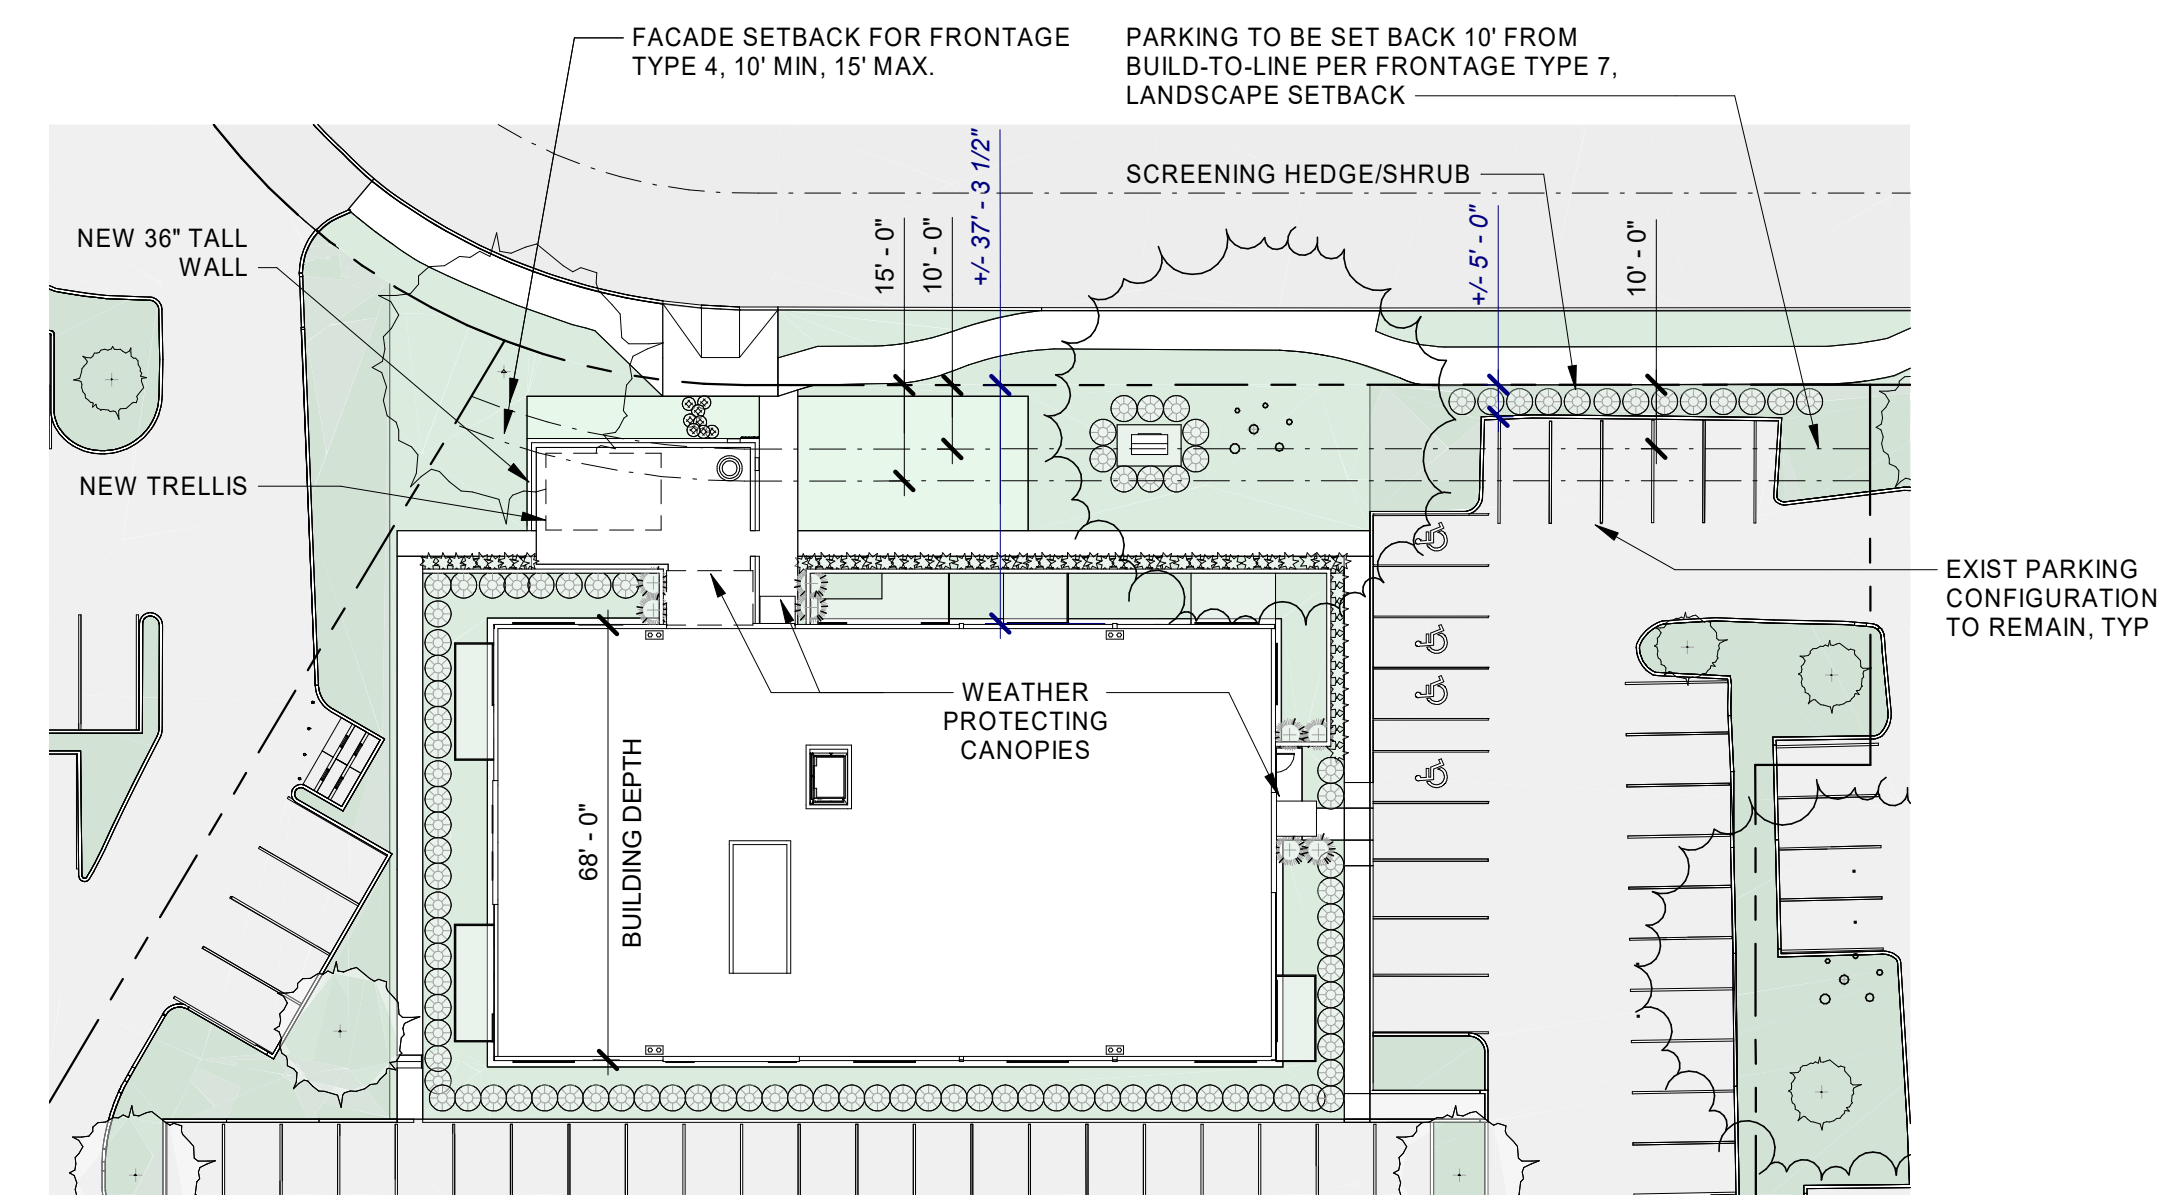 FACADE SETBACK FOR FRONTAGE
TYPE 4, 10' MIN, 15' MAX.
PARKING TO BE SET BACK 10' FROM
BUILD-TO-LINE PER FRONTAGE TYPE 7,
LANDSCAPE SETBACK
SCREENING HEDGE/SHRUB
NEW 36" TALL
WALL
15' - 0"
10' - 0"
+/- 37' - 3 1/2"
+/- 5' - 0"
10' - 0"
NEW TRELLIS
EXIST PARKING
CONFIGURATION
TO REMAIN, TYP
WEATHER
PROTECTING
CANOPIES
68' - 0"
BUILDING DEPTH